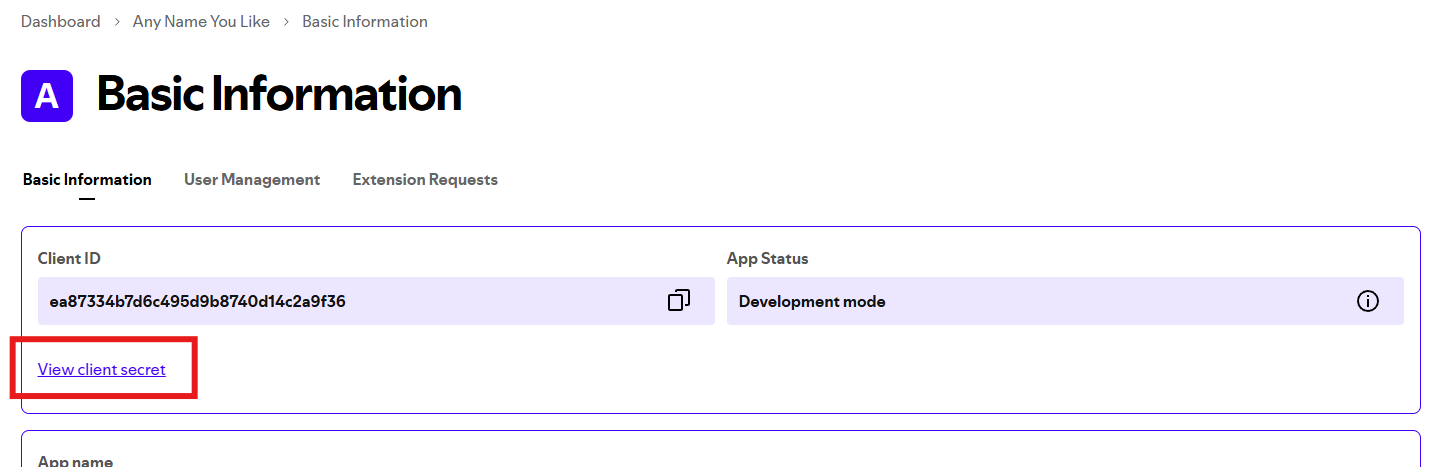 Dashboard > Any Name You Like > Basic Information
A Basic Information
Basic Information User Management Extension Requests
Client ID App Status
ea87334b7d6c495d9b8740d14c2a9f36 Development mode
View client secret
App name